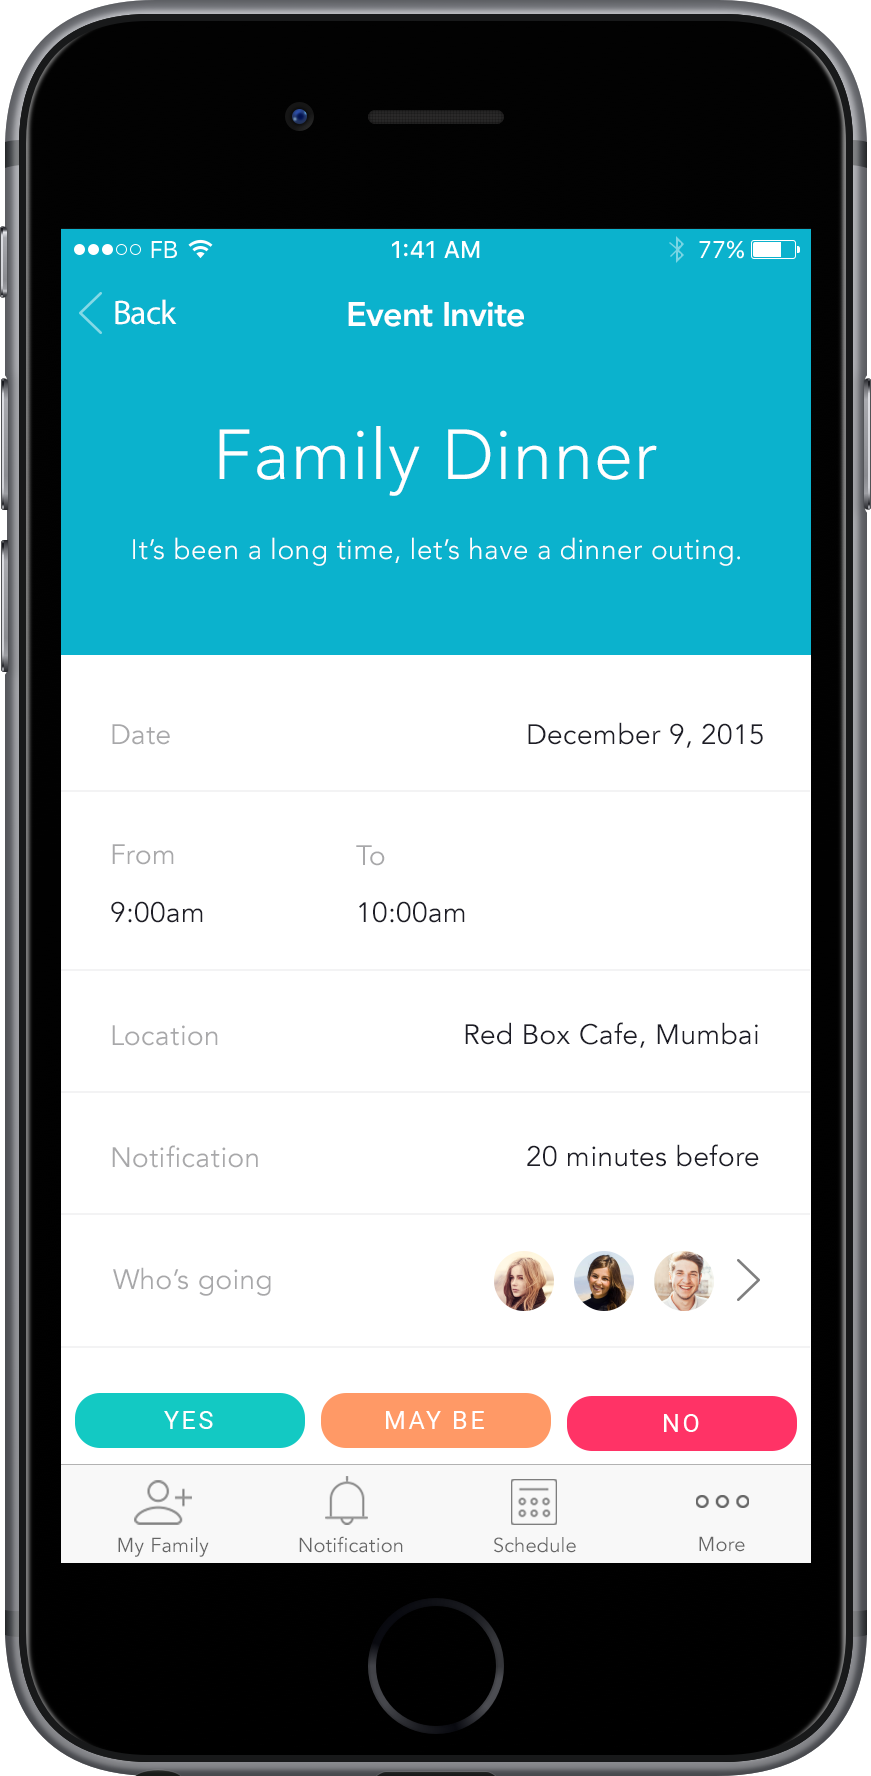 FB 1:41 AM 77%
Back Event Invite
Family Dinner
It's been a long time, let's have a dinner outing.
Date December 9, 2015
From To
9:00am 10:00am
Location Red Box Cafe, Mumbai
Notification 20 minutes before
Who's going
YES MAY BE NO
My Family Notification Schedule More